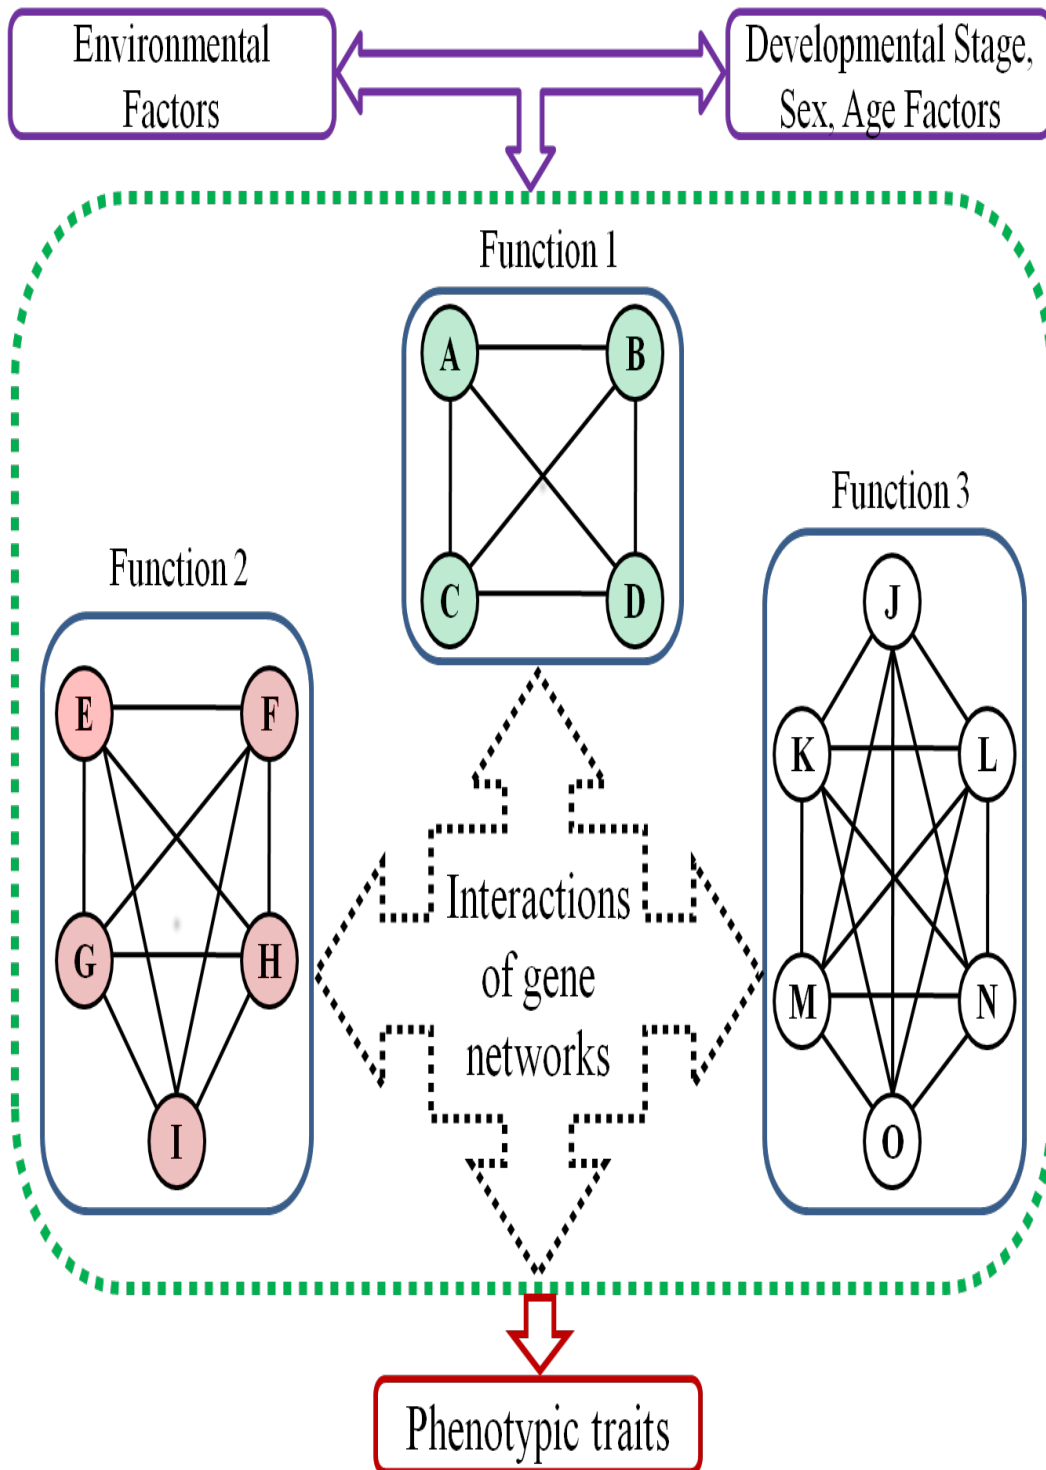 Environmental
Factors
Developmental Stage,
Sex, Age Factors
Function 1
A
B
C
D
Function 2
E
F
G
H
I
Function 3
J
K
L
M
N
O
Interactions
of gene
networks
Phenotypic traits